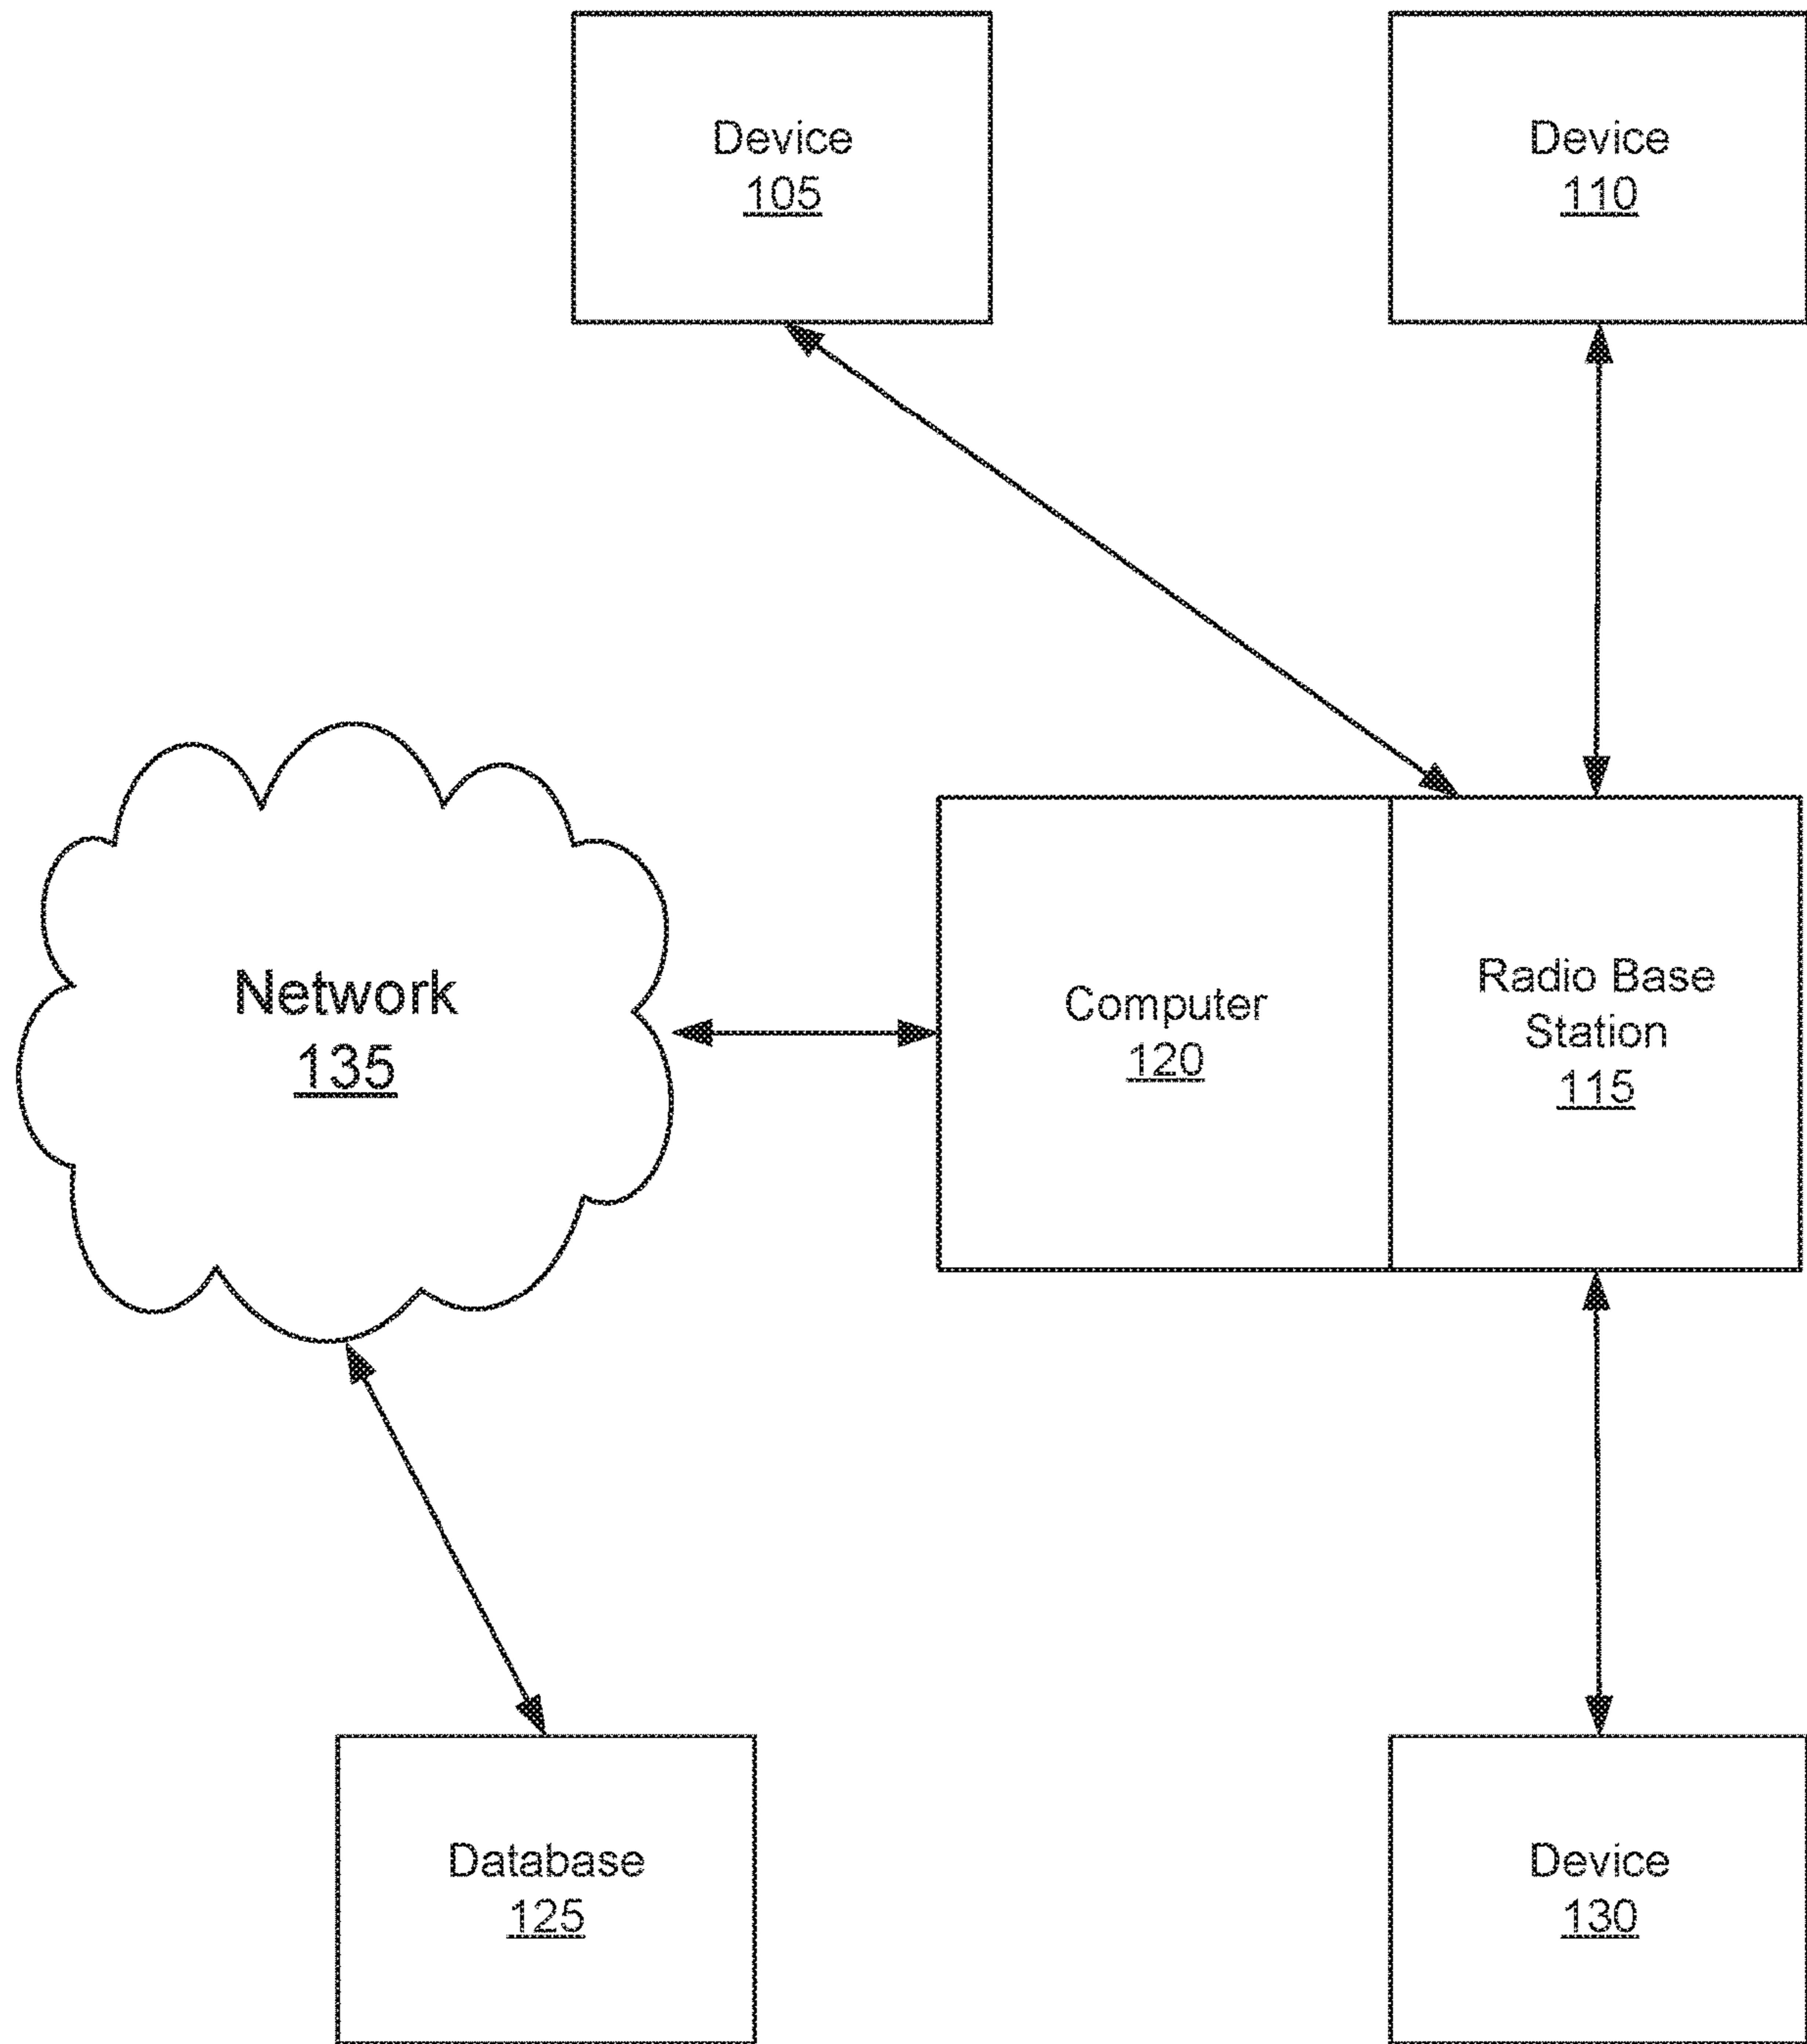 Device
105
Device
110
Network
135
Computer
120
Radio Base
Station
115
Database
125
Device
130